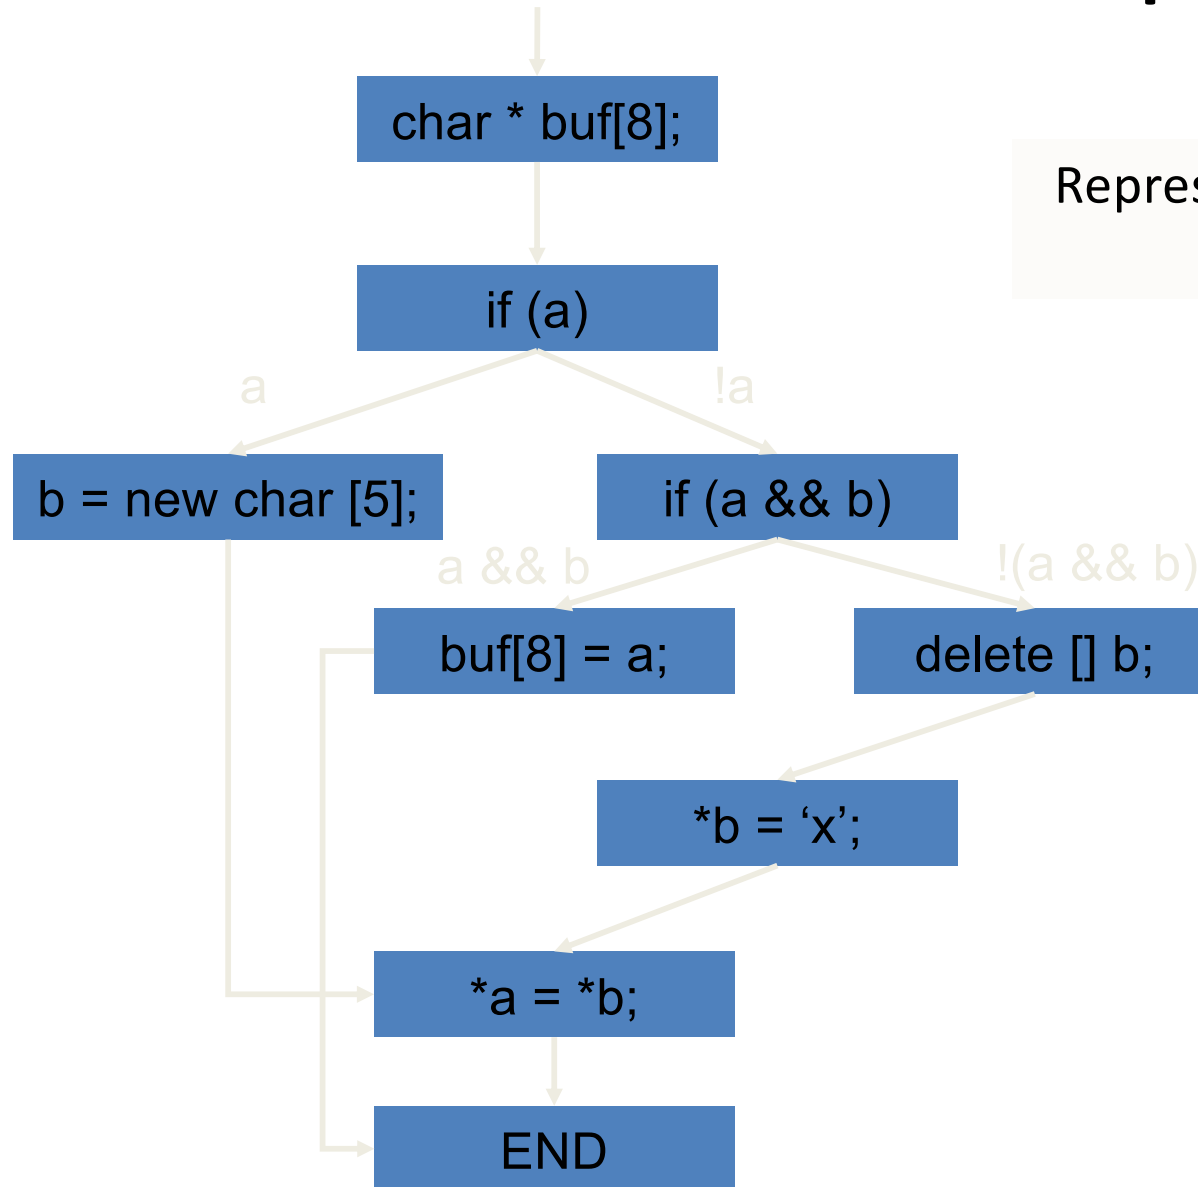 char * buf[8];
Repres
if (a)
a
!a
b = new char [5];
if (a && b)
a && b
!(a && b)
buf[8] = a;
delete [] b;
*b = ‘x’;
*a = *b;
END